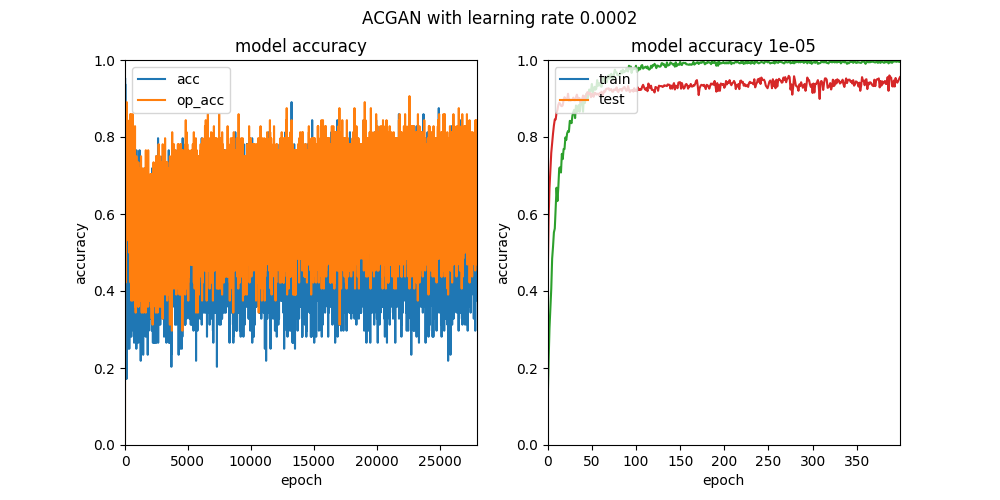 ACGAN with learning rate 0.0002
model accuracy
acc
op_acc
accuracy
1.0
0.8
0.6
0.4
0.2
0.0
0
5000
10000
15000
20000
25000
epoch
model accuracy 1e-05
train
test
accuracy
1.0
0.8
0.6
0.4
0.2
0.0
0
50
100
150
200
250
300
350
epoch